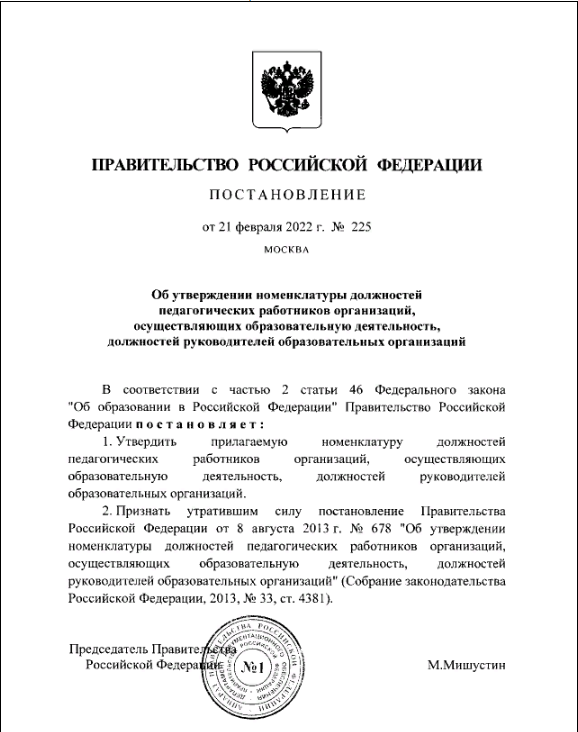 ПРАВИТЕЛЬСТВО РОССИЙСКОЙ ФЕДЕРАЦИИ
ПОСТАНОВЛЕНИЕ
от 21 февраля 2022 г. № 225
МОСКВА
Об утверждении номенклатуры должностей
педагогических работников организаций,
осуществляющих образовательную деятельность,
должностей руководителей образовательных организаций
В соответствии с частью 2 статьи 46 Федерального закона
"Об образовании в Российской Федерации" Правительство Российской
Федерации постановляет:
1. Утвердить прилагаемую номенклатуру должностей
педагогических работников организаций, осуществляющих
образовательную деятельность, должностей руководителей
образовательных организаций.
2. Признать утратившим силу постановление Правительства
Российской Федерации от 8 августа 2013 г. № 678 "Об утверждении
номенклатуры должностей педагогических работников организаций,
осуществляющих образовательную деятельность, должностей
руководителей образовательных организаций" (Собрание законодательства
Российской Федерации, 2013, № 33, ст. 4381).
Председатель Правительства
Российской Федерации
М.Мишустин
АППАРАТ ПРАВИТЕЛЬСТВА РОССИЙСКОЙ ФЕДЕРАЦИИ
№1